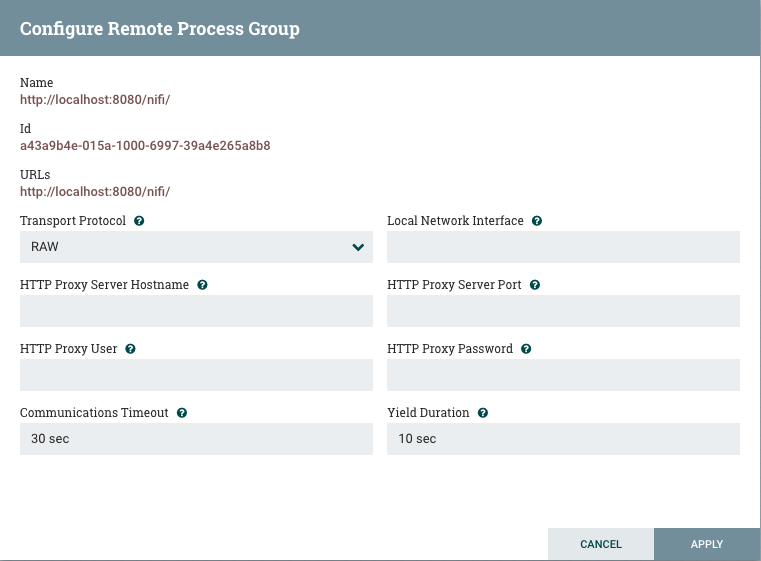 Configure Remote Process Group
Name
http://localhost:8080/nifi/
Id
a43a9b4e-015a-1000-6997-39a4e265a8b8
URLs
http://localhost:8080/nifi/
Transport Protocol ?
Local Network Interface ?
RAW
HTTP Proxy Server Hostname ?
HTTP Proxy Server Port ?
HTTP Proxy User ?
HTTP Proxy Password ?
Communications Timeout ?
Yield Duration ?
30 sec
10 sec
CANCEL
APPLY